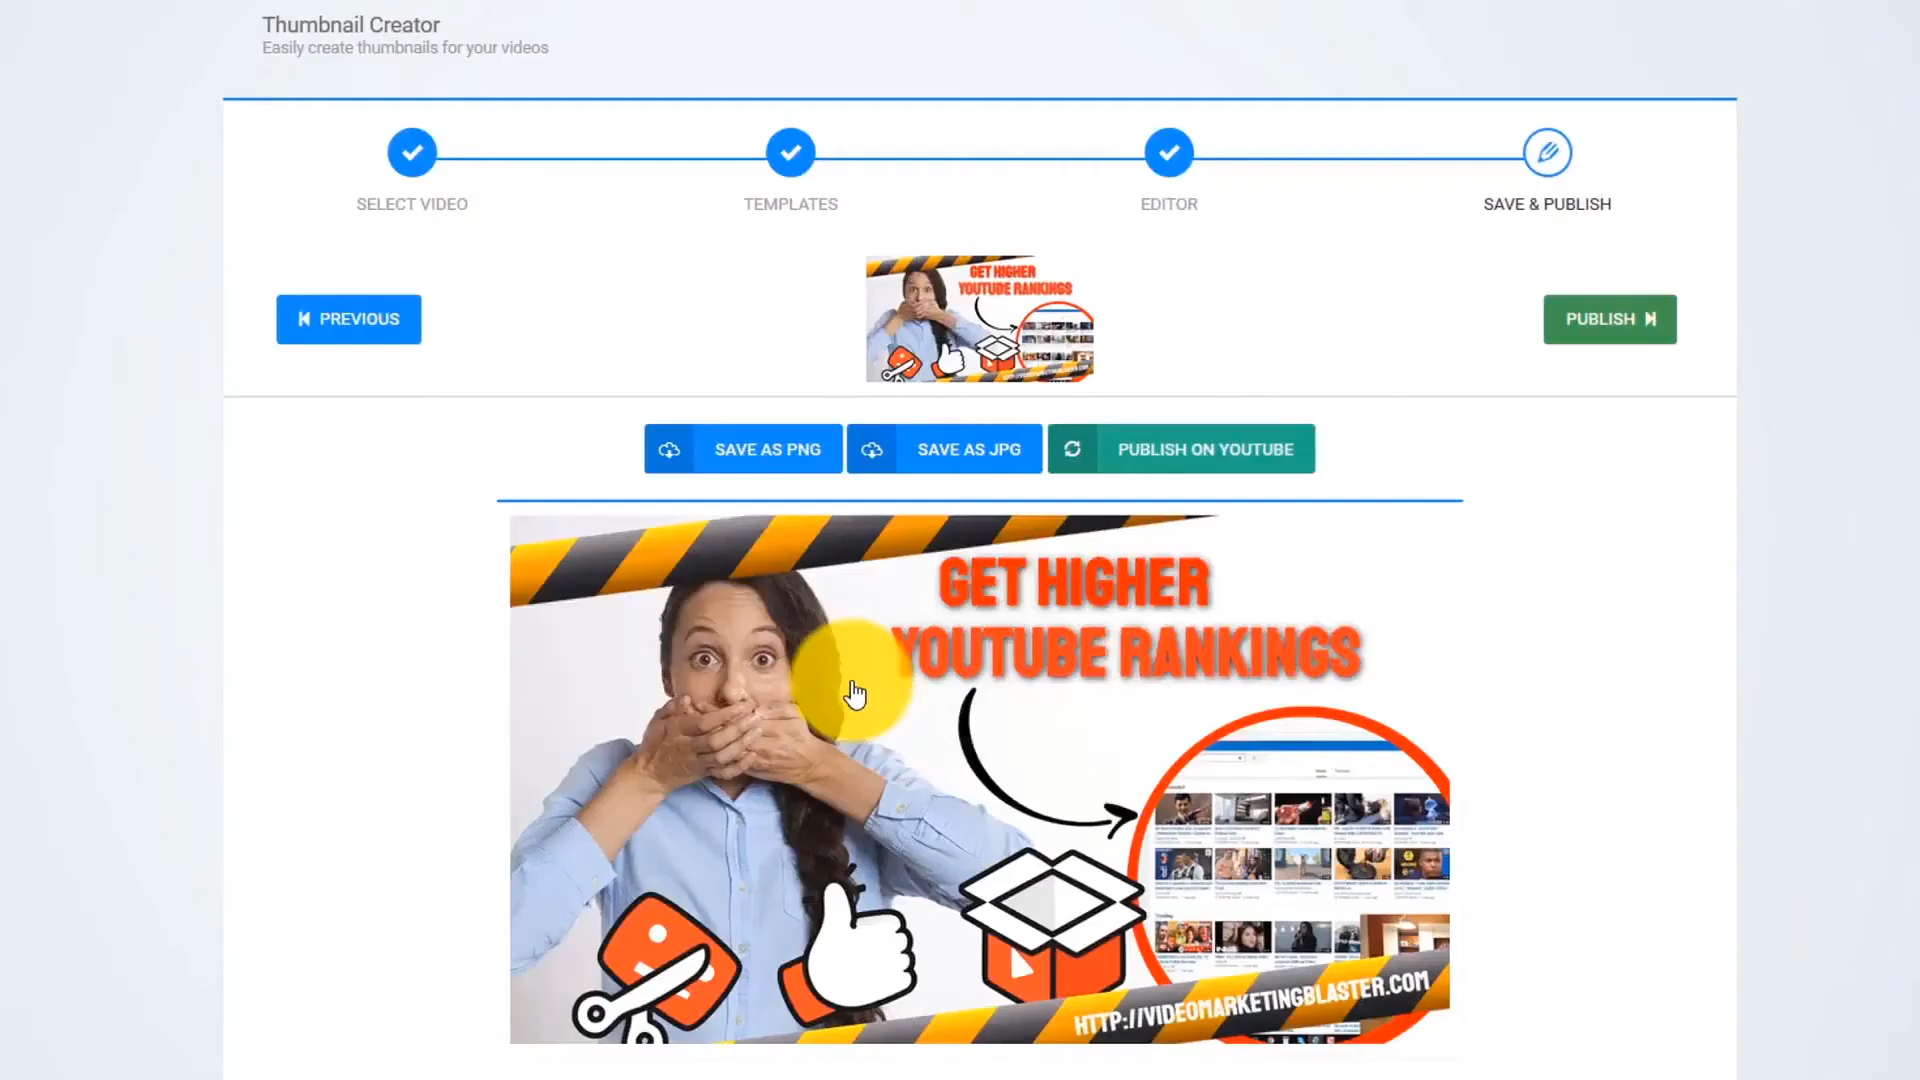 Thumbnail Creator
Easily create thumbnails for your videos
SELECT VIDEO
TEMPLATES
EDITOR
SAVE & PUBLISH
PREVIOUS
GET HIGHER
YOUTUBE RANKINGS
PUBLISH
SAVE AS PNG
SAVE AS JPG
PUBLISH ON YOUTUBE
GET HIGHER
YOUTUBE RANKINGS
HTTP://VIDEOMARKETINGBLASTER.COM